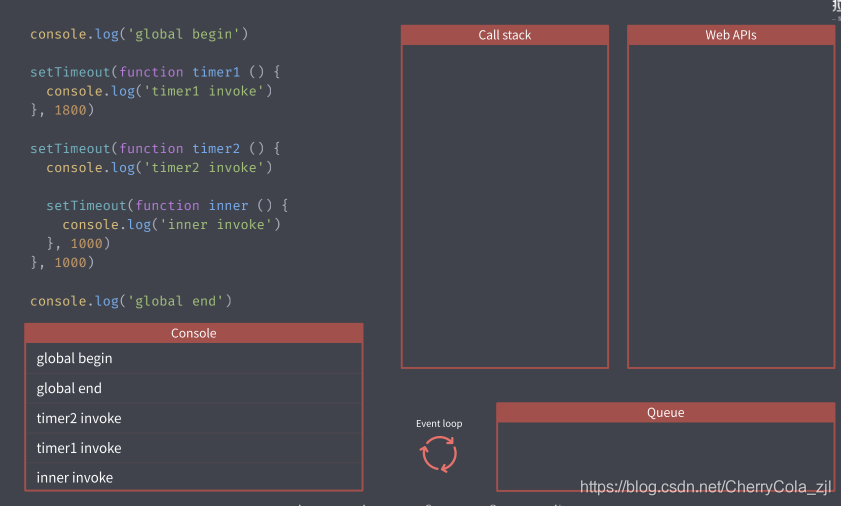 console.log('global begin')
setTimeout(function timer1 () {
console.log('timer1 invoke')
}, 1800)
setTimeout(function timer2 () {
console.log('timer2 invoke')
setTimeout(function inner () {
console.log('inner invoke')
}, 1000)
}, 1000)
console.log('global end')
Console
global begin
global end
timer2 invoke
timer1 invoke
inner invoke
Call stack
Web APIs
Event loop
Queue
https://blog.csdn.net/CherryCola_zjl